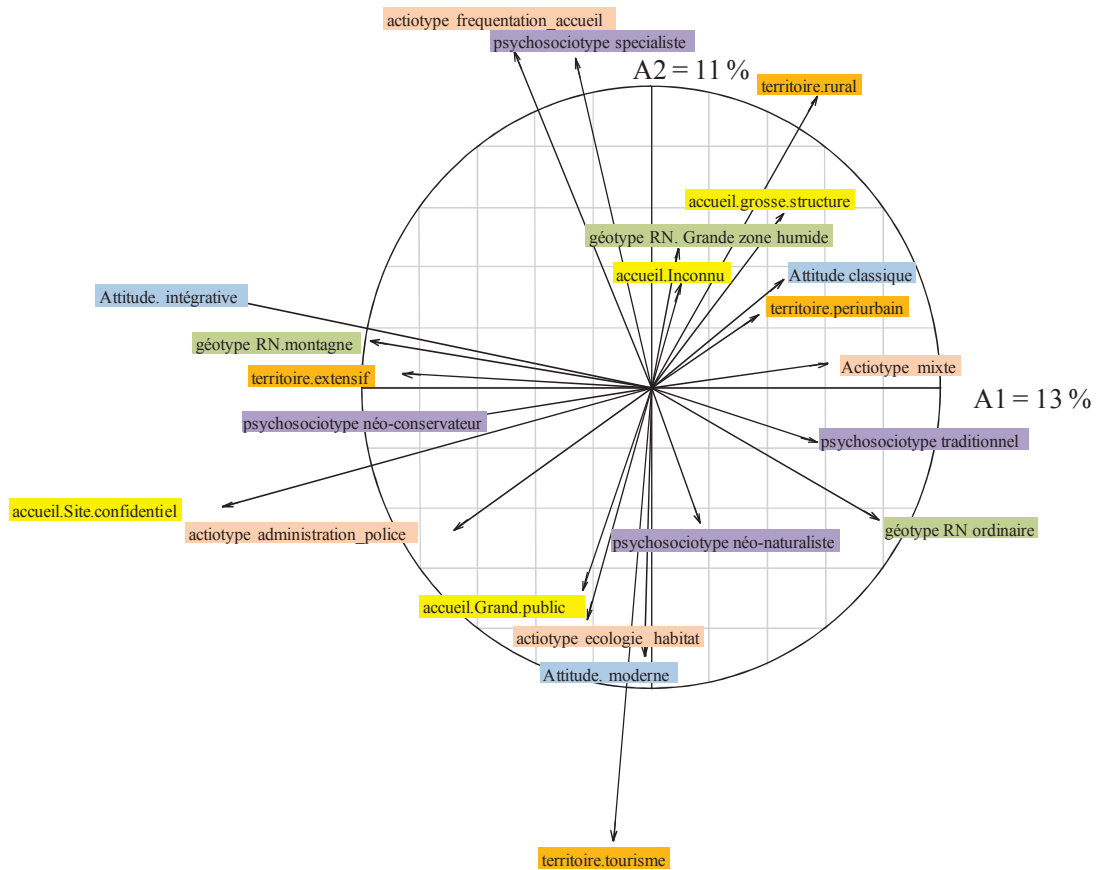 actiotype frequentation_accueil
psychosociotype specialiste
A2 = 11 %
territoire.rural
accueil.grosse.structure
géotype RN. Grande zone humide
accueil.Inconnu
Attitude classique
Attitude. intégrative
territoire.periurbain
géotype RN.montagne
territoire.extensif
Actiotype mixte
A1 = 13 %
psychosociotype néo-conservateur
psychosociotype traditionnel
accueil.Site.confidentiel
actiotype administration_police
géotype RN ordinaire
psychosociotype néo-naturaliste
accueil.Grand.public
actiotype ecologie_habitat
Attitude. moderne
territoire.tourisme